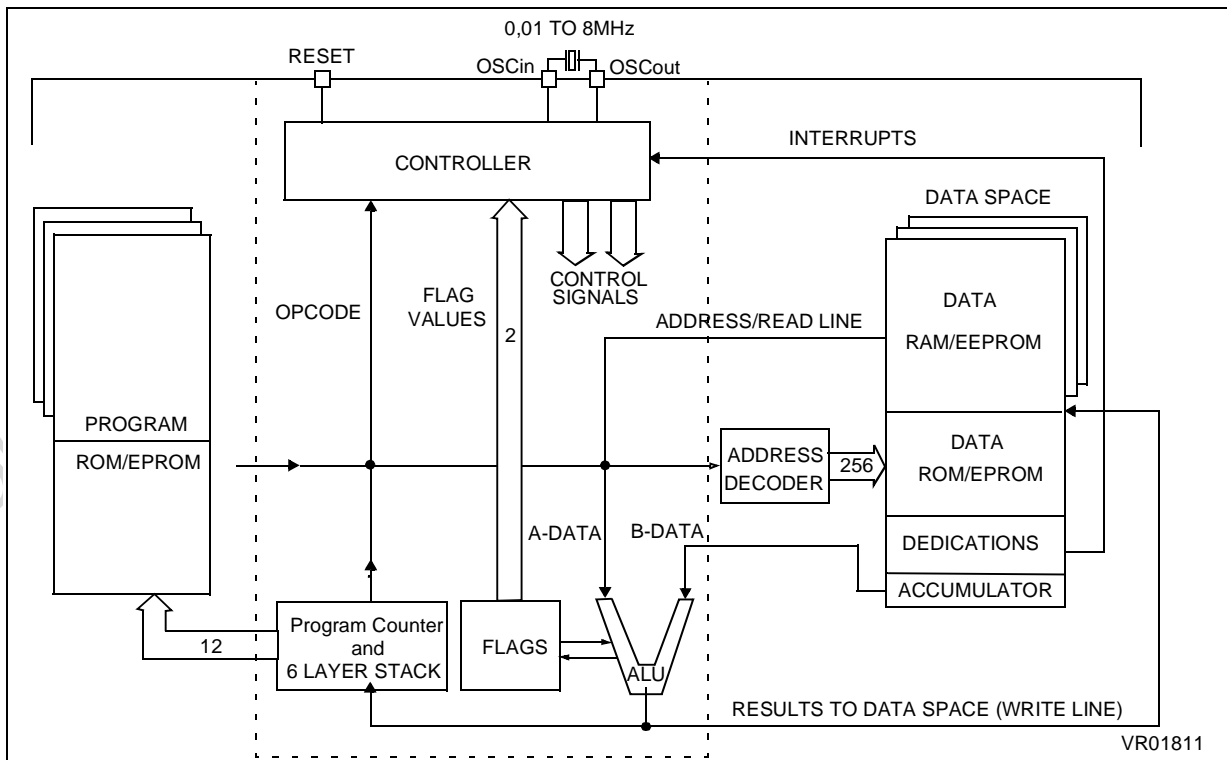 0,01 TO 8MHz
RESET
OSCin
OSCout
INTERRUPTS
CONTROLLER
DATA SPACE
OPCODE
FLAG
VALUES
2
CONTROL
SIGNALS
ADDRESS/READ LINE
DATA
RAM/EEPROM
PROGRAM
ROM/EPROM
ADDRESS
DECODER
256
DATA
ROM/EPROM
A-DATA
B-DATA
DEDICATIONS
ACCUMULATOR
12
Program Counter
and
6 LAYER STACK
FLAGS
ALU
RESULTS TO DATA SPACE (WRITE LINE)
VR01811